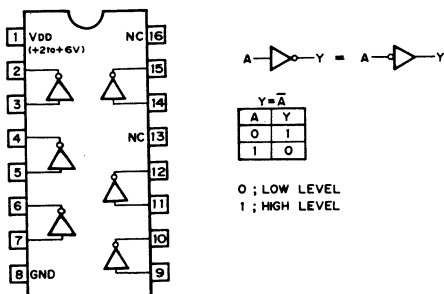 1 VDD NC 16
(+2to+6V)
2 15
3 14
4 NC 13
5 12
6 11
7 10
8 GND 9
A Y = A Y
Y=A̅
A Y
0 1
1 0
0 ; LOW LEVEL
1 ; HIGH LEVEL